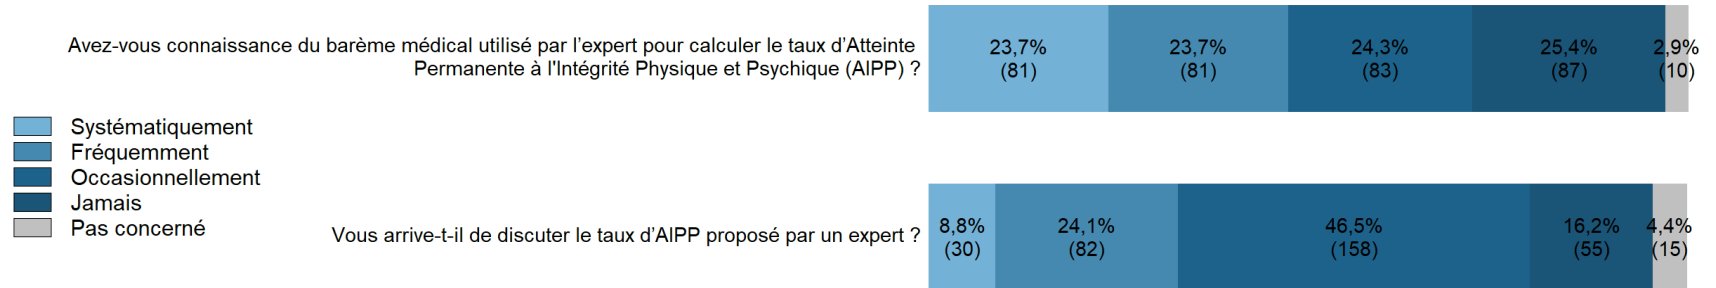 Avez-vous connaissance du barème médical utilisé par l’expert pour calculer le taux d’Atteinte
Permanente à l'Intégrité Physique et Psychique (AIPP) ?
23,7% 23,7% 24,3% 25,4% 2,9%
(81) (81) (83) (87) (10)
Systématiquement
Fréquemment
Occasionnellement
Jamais
Pas concerné
Vous arrive-t-il de discuter le taux d’AIPP proposé par un expert ?
8,8% 24,1% 46,5% 16,2% 4,4%
(30) (82) (158) (55) (15)